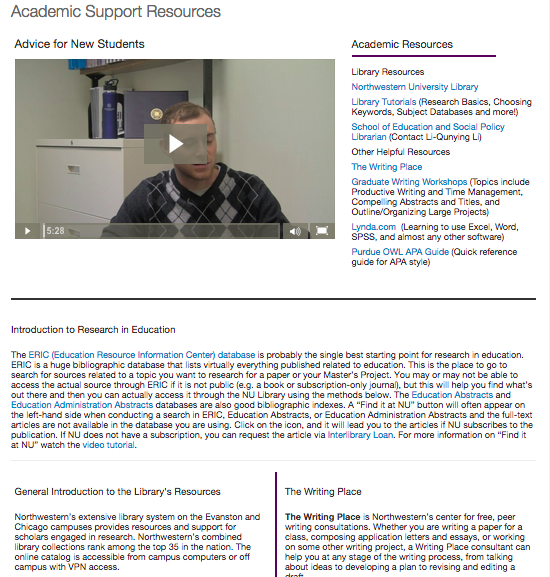 Academic Support Resources
Advice for New Students
5:28
Academic Resources
Library Resources
Northwestern University Library
Library Tutorials (Research Basics, Choosing
Keywords, Subject Databases and more!)
School of Education and Social Policy
Librarian (Contact Li-Qunying Li)
Other Helpful Resources
The Writing Place
Graduate Writing Workshops (Topics include
Productive Writing and Time Management,
Compelling Abstracts and Titles, and
Outline/Organizing Large Projects)
Lynda.com (Learning to use Excel, Word,
SPSS, and almost any other software)
Purdue OWL APA Guide (Quick reference
guide for APA style)
Introduction to Research in Education
The ERIC (Education Resource Information Center) database is probably the single best starting point for research in education.
ERIC is a huge bibliographic database that lists virtually everything published related to education. This is the place to go to
search for sources related to a topic you want to research for a paper or your Master's Project. You may or may not be able to
access the actual source through ERIC if it is not public (e.g. a book or subscription-only journal), but this will help you find what's
out there and then you can actually access it through the NU Library using the methods below. The Education Abstracts and
Education Administration Abstracts databases are also good bibliographic indexes. A "Find it at NU" button will often appear on
the left-hand side when conducting a search in ERIC, Education Abstracts, or Education Administration Abstracts and the full-text
articles are not available in the database you are using. Click on the icon, and it will lead you to the articles if NU subscribes to the
publication. If NU does not have a subscription, you can request the article via Interlibrary Loan. For more information on "Find it
at NU" watch the video tutorial.
General Introduction to the Library's Resources
Northwestern's extensive library system on the Evanston and
Chicago campuses provides resources and support for
scholars engaged in research. Northwestern's combined
library collections rank among the top 35 in the nation. The
online catalog is accessible from campus computers or off
campus with VPN access.
The Writing Place
The Writing Place is Northwestern's center for free, peer
writing consultations. Whether you are writing a paper for a
class, composing application letters and essays, or working
on some other writing project, a Writing Place consultant can
help you at any stage of the writing process, from talking
about ideas to developing a plan to revising and editing a
draft.